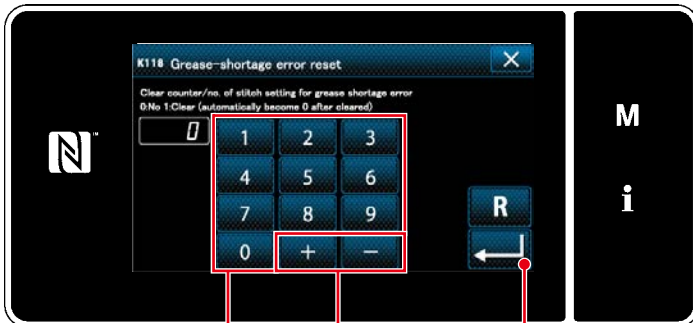 K118 Grease-shortage error reset
Clear counter/no. of stitch setting for grease shortage error
0:No 1:Clear (automatically become 0 after cleared)
0
1 2 3
4 5 6
7 8 9
0 + −
R
M
i
N™